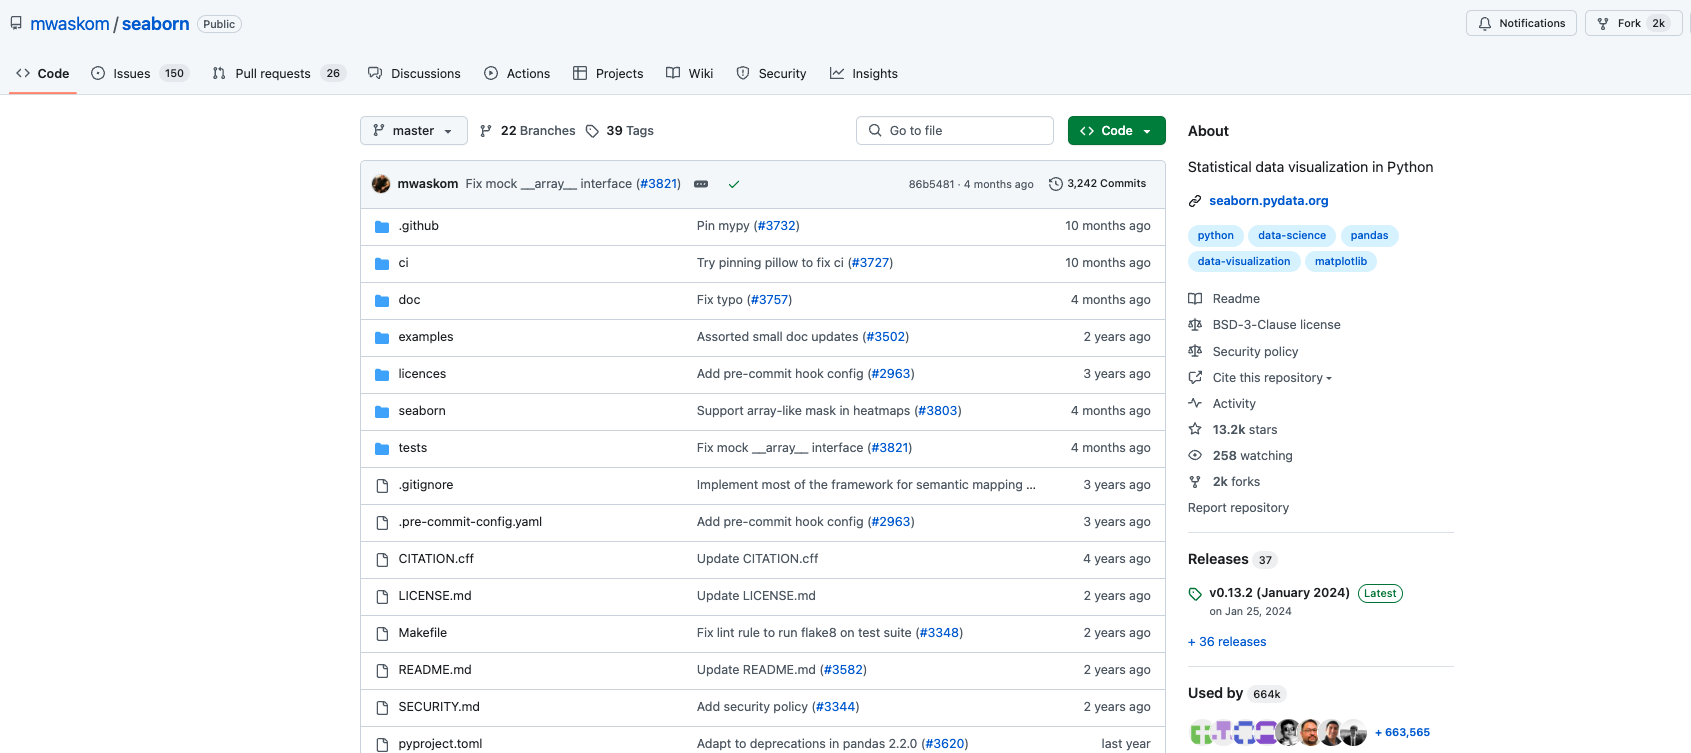 mwaskom / seaborn Public
Notifications
Fork 2k
Code
Issues 150
Pull requests 26
Discussions
Actions
Projects
Wiki
Security
Insights
master
22 Branches
39 Tags
Go to file
Code
mwaskom Fix mock __array__ interface (#3821)
86b5481 · 4 months ago
3,242 Commits
.github Pin mypy (#3732) 10 months ago
ci Try pinning pillow to fix ci (#3727) 10 months ago
doc Fix typo (#3757) 4 months ago
examples Assorted small doc updates (#3502) 2 years ago
licences Add pre-commit hook config (#2963) 3 years ago
seaborn Support array-like mask in heatmaps (#3803) 4 months ago
tests Fix mock __array__ interface (#3821) 4 months ago
.gitignore Implement most of the framework for semantic mapping ... 3 years ago
.pre-commit-config.yaml Add pre-commit hook config (#2963) 3 years ago
CITATION.cff Update CITATION.cff 4 years ago
LICENSE.md Update LICENSE.md 2 years ago
Makefile Fix lint rule to run flake8 on test suite (#3348) 2 years ago
README.md Update README.md (#3582) 2 years ago
SECURITY.md Add security policy (#3344) 2 years ago
pyproject.toml Adapt to deprecations in pandas 2.2.0 (#3620) last year
About
Statistical data visualization in Python
seaborn.pydata.org
python data-science pandas
data-visualization matplotlib
Readme
BSD-3-Clause license
Security policy
Cite this repository
Activity
13.2k stars
258 watching
2k forks
Report repository
Releases 37
v0.13.2 (January 2024) Latest
on Jan 25, 2024
+ 36 releases
Used by 664k
+ 663,565